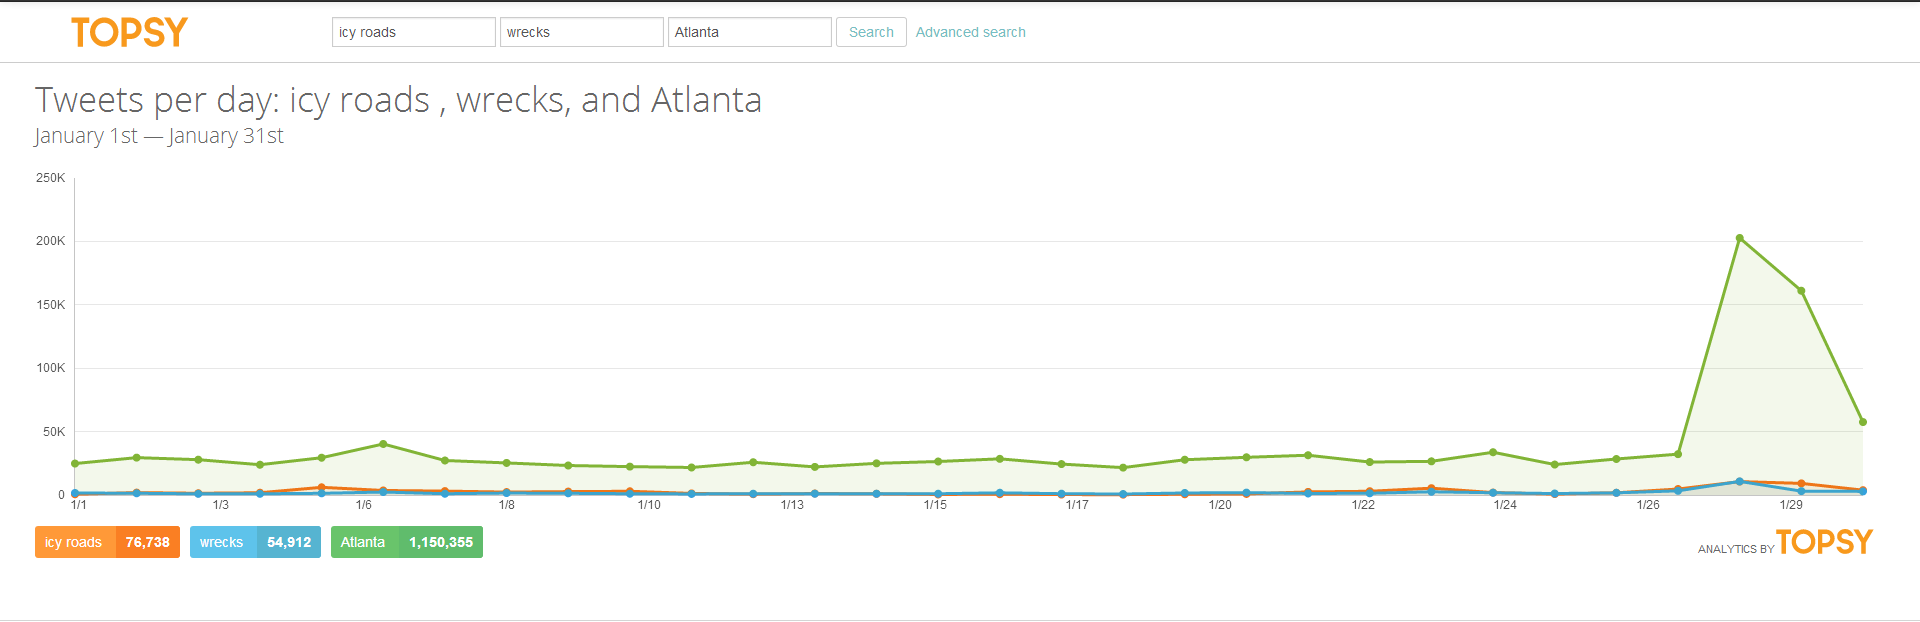 TOPSY
icy roads
wrecks
Atlanta
Search
Advanced search
Tweets per day: icy roads , wrecks, and Atlanta
January 1st — January 31st
250K
200K
150K
100K
50K
0
1/1 1/3 1/6 1/8 1/10 1/13 1/15 1/17 1/20 1/22 1/24 1/26 1/29
icy roads 76,738
wrecks 54,912
Atlanta 1,150,355
ANALYTICS BY TOPSY